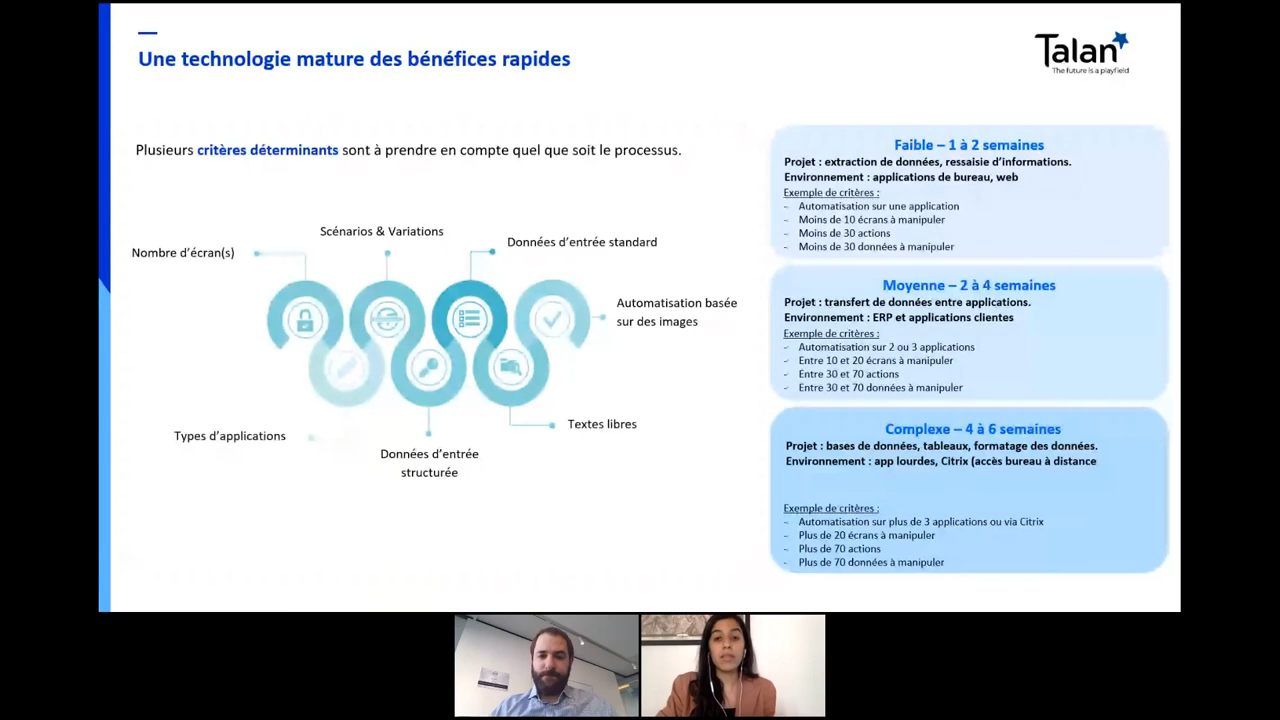 Une technologie mature des bénéfices rapides
Talan
The future is a playfield
Plusieurs critères déterminants sont à prendre en compte quel que soit le processus.
Scénarios & Variations
Données d'entrée standard
Nombre d'écran(s)
Automatisation basée
sur des images
Textes libres
Types d'applications
Données d'entrée
structurée
Faible – 1 à 2 semaines
Projet : extraction de données, ressaisie d'informations.
Environnement : applications de bureau, web
Exemple de critères :
- Automatisation sur une application
- Moins de 10 écrans à manipuler
- Moins de 30 actions
- Moins de 30 données à manipuler
Moyenne – 2 à 4 semaines
Projet : transfert de données entre applications.
Environnement : ERP et applications clientes
Exemple de critères :
- Automatisation sur 2 ou 3 applications
- Entre 10 et 20 écrans à manipuler
- Entre 30 et 70 actions
- Entre 30 et 70 données à manipuler
Complexe – 4 à 6 semaines
Projet : bases de données, tableaux, formatage des données.
Environnement : app lourdes, Citrix (accès bureau à distance
Exemple de critères :
- Automatisation sur plus de 3 applications ou via Citrix
- Plus de 20 écrans à manipuler
- Plus de 70 actions
- Plus de 70 données à manipuler